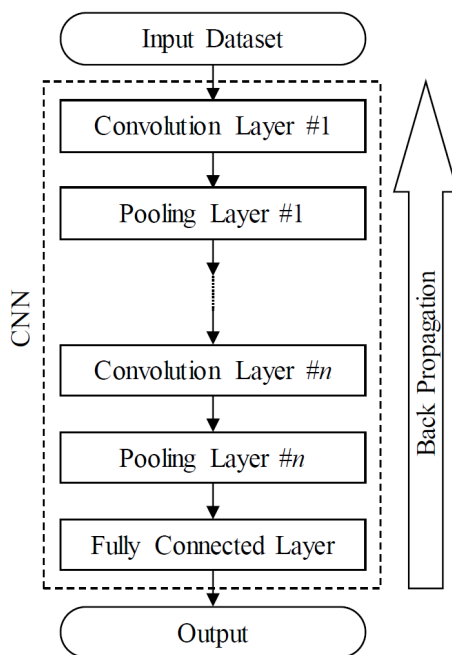 Input Dataset
CNN
Convolution Layer #1
Pooling Layer #1
Convolution Layer #n
Pooling Layer #n
Fully Connected Layer
Back Propagation
Output